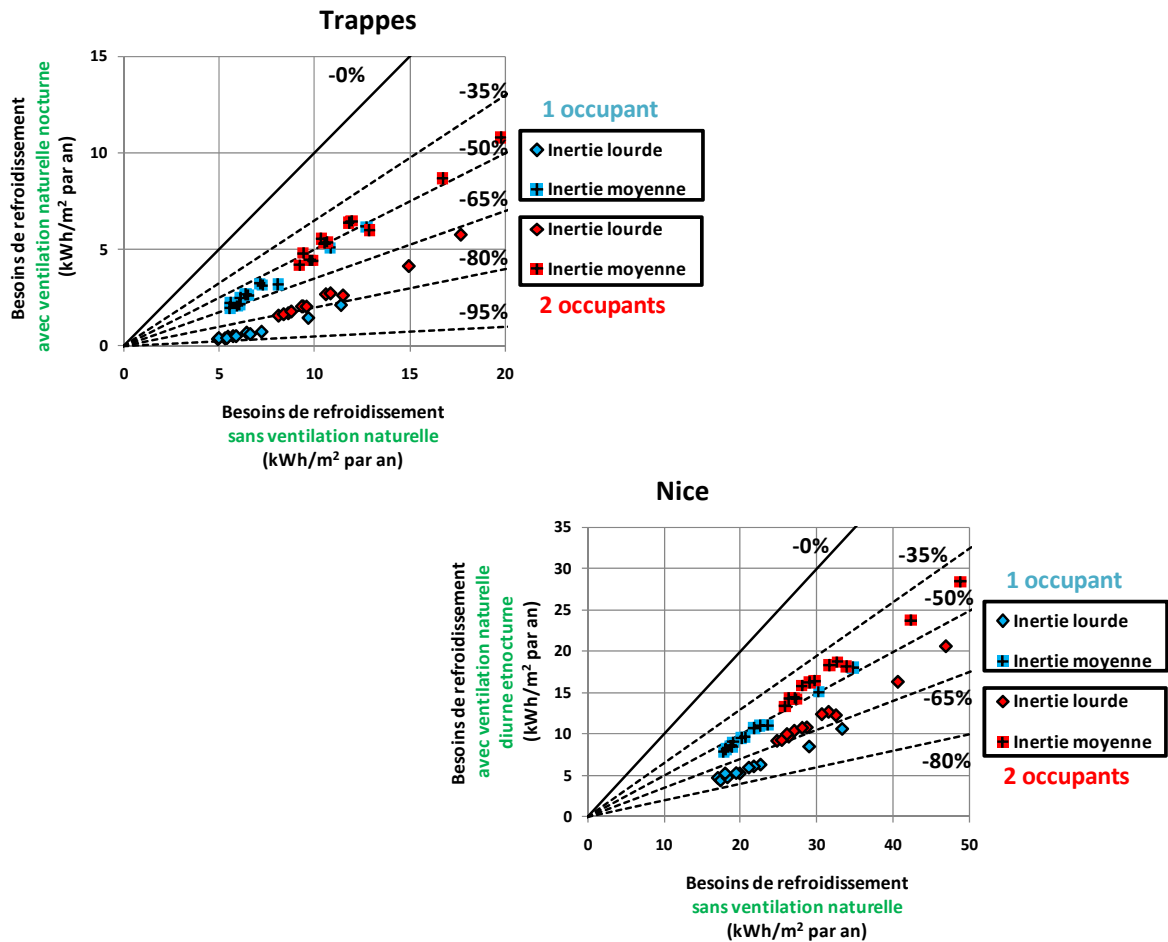 Trappes
Besoins de refroidissement
avec ventilation naturelle nocturne
(kWh/m² par an)
15
10
5
0
0
5
10
15
20
-0%
-35%
-50%
-65%
-80%
-95%
Besoins de refroidissement
sans ventilation naturelle
(kWh/m² par an)
1 occupant
Inertie lourde
Inertie moyenne
Inertie lourde
Inertie moyenne
2 occupants
Nice
Besoins de refroidissement
avec ventilation naturelle
diurne etnocturne
(kWh/m² par an)
35
30
25
20
15
10
5
0
0
10
20
30
40
50
-0%
-35%
-50%
-65%
-80%
Besoins de refroidissement
sans ventilation naturelle
(kWh/m² par an)
1 occupant
Inertie lourde
Inertie moyenne
Inertie lourde
Inertie moyenne
2 occupants